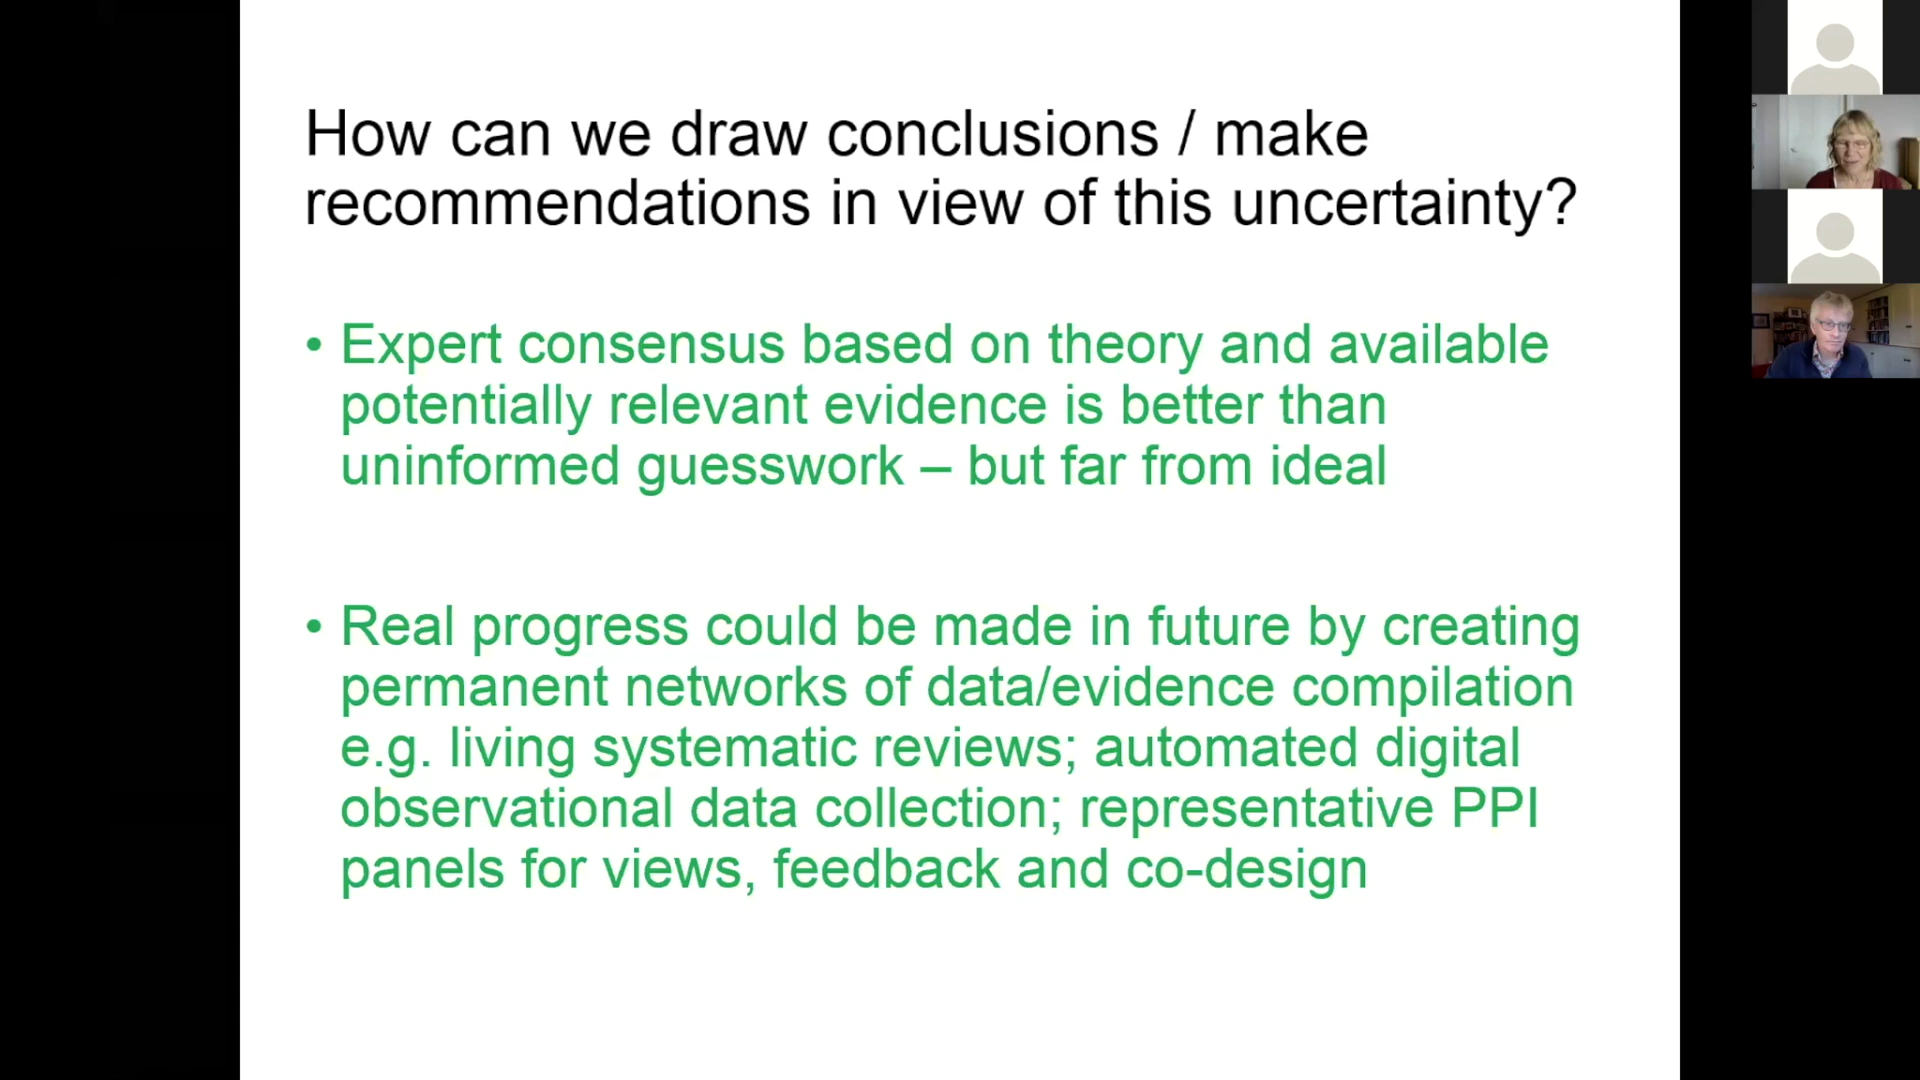 How can we draw conclusions / make
recommendations in view of this uncertainty?
• Expert consensus based on theory and available
potentially relevant evidence is better than
uninformed guesswork – but far from ideal
• Real progress could be made in future by creating
permanent networks of data/evidence compilation
e.g. living systematic reviews; automated digital
observational data collection; representative PPI
panels for views, feedback and co-design